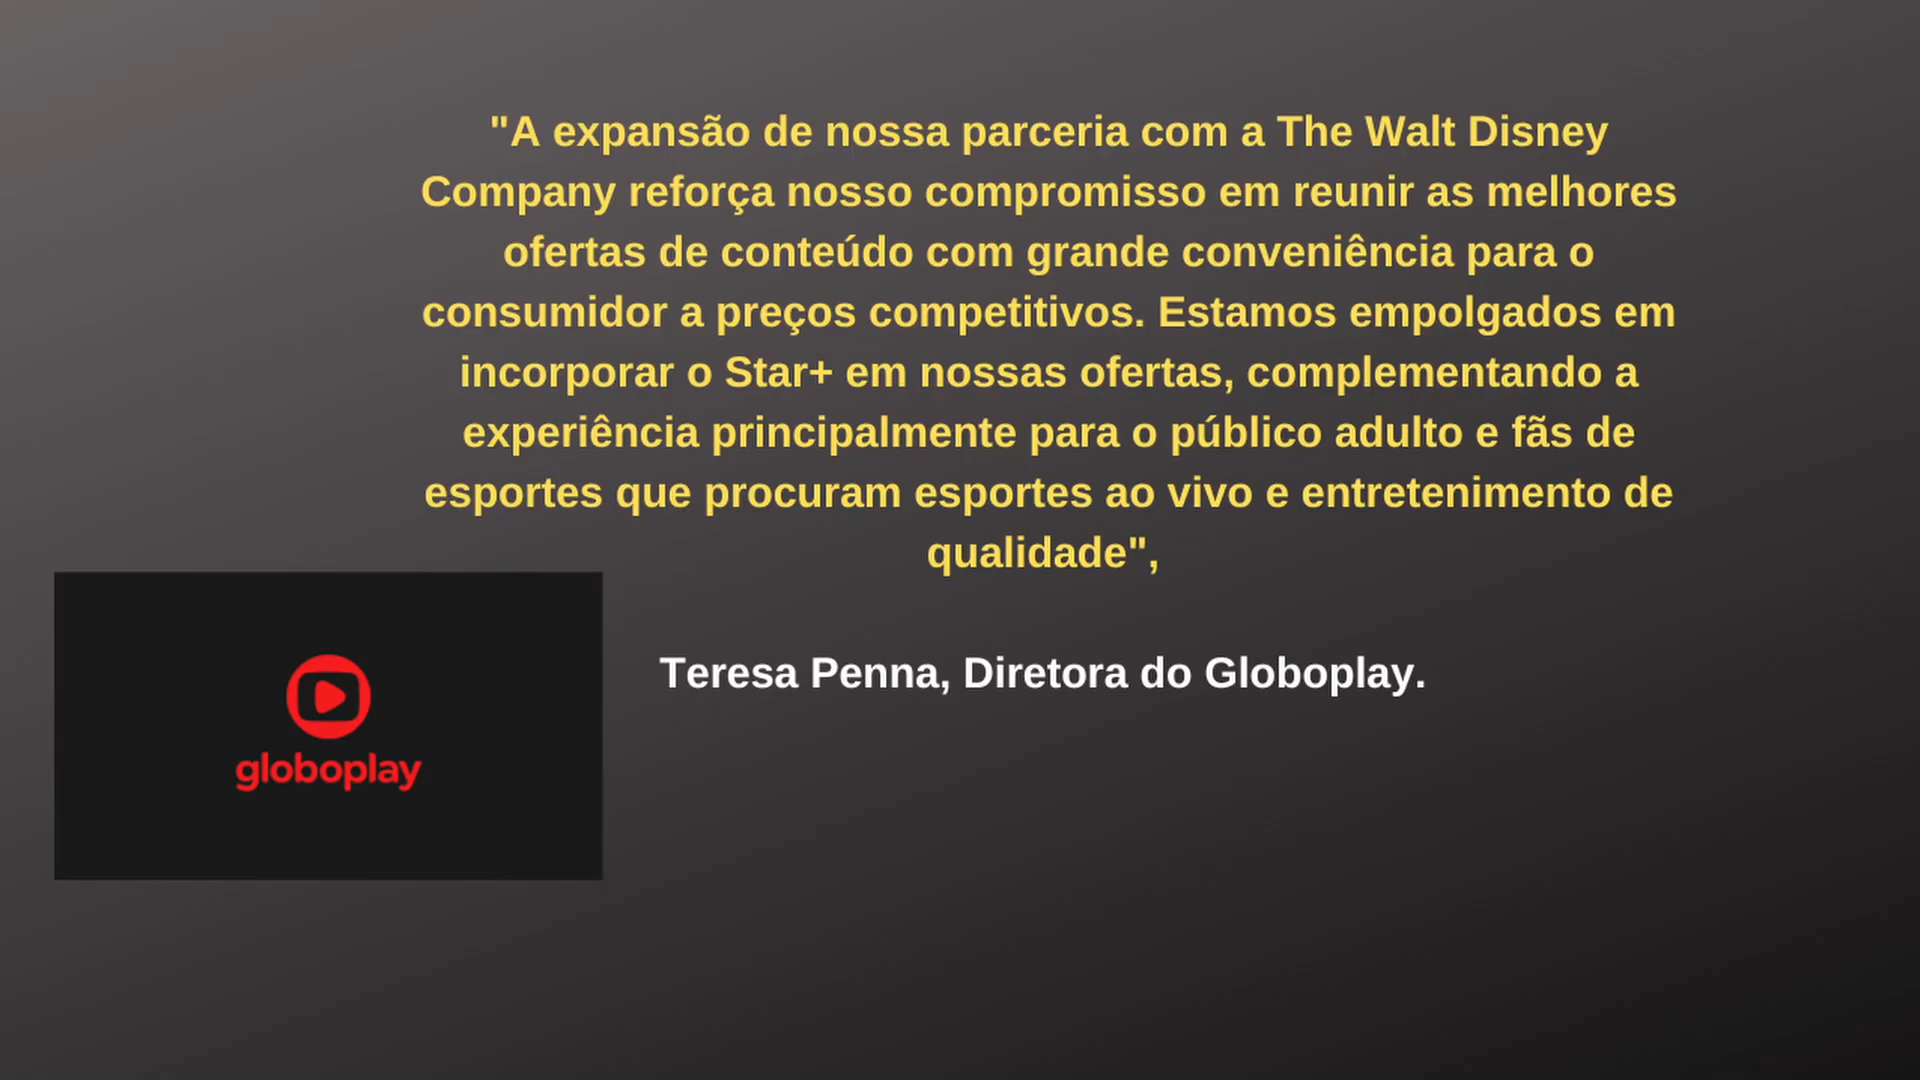 "A expansão de nossa parceria com a The Walt Disney
Company reforça nosso compromisso em reunir as melhores
ofertas de conteúdo com grande conveniência para o
consumidor a preços competitivos. Estamos empolgados em
incorporar o Star+ em nossas ofertas, complementando a
experiência principalmente para o público adulto e fãs de
esportes que procuram esportes ao vivo e entretenimento de
qualidade",
Teresa Penna, Diretora do Globoplay.
globoplay